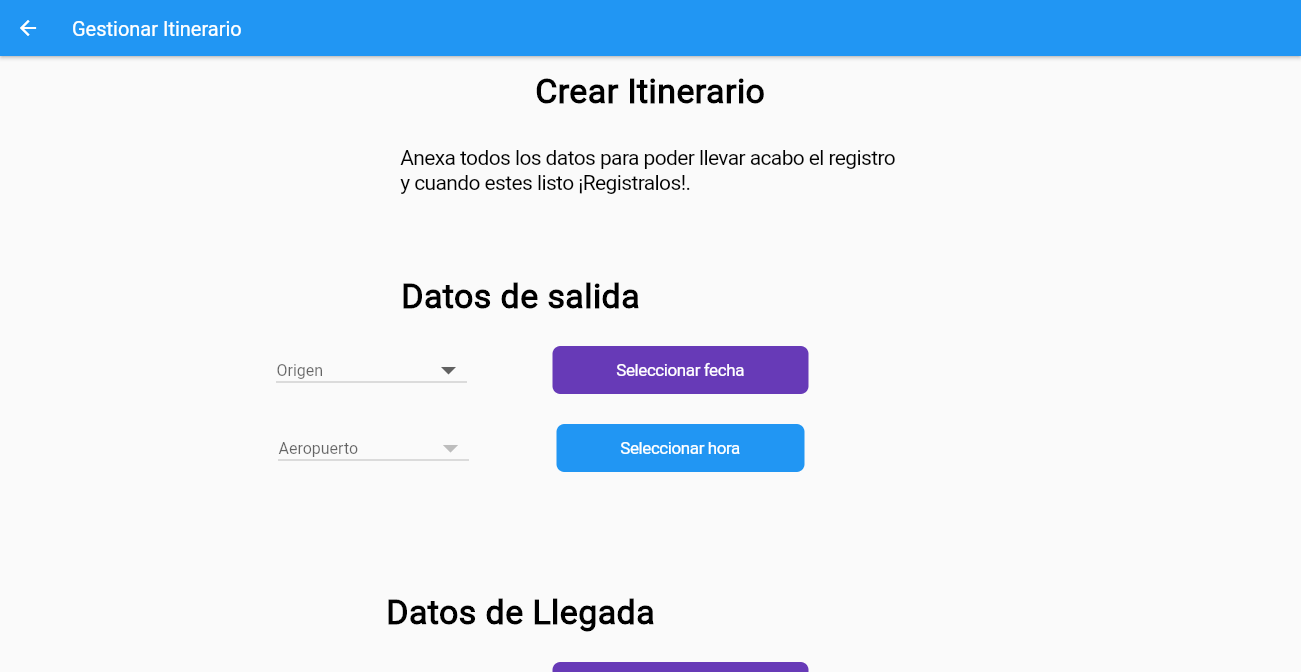 Gestionar Itinerario
Crear Itinerario
Anexa todos los datos para poder llevar acabo el registro
y cuando estes listo ¡Registralos!.
Datos de salida
Origen
Seleccionar fecha
Aeropuerto
Seleccionar hora
Datos de Llegada